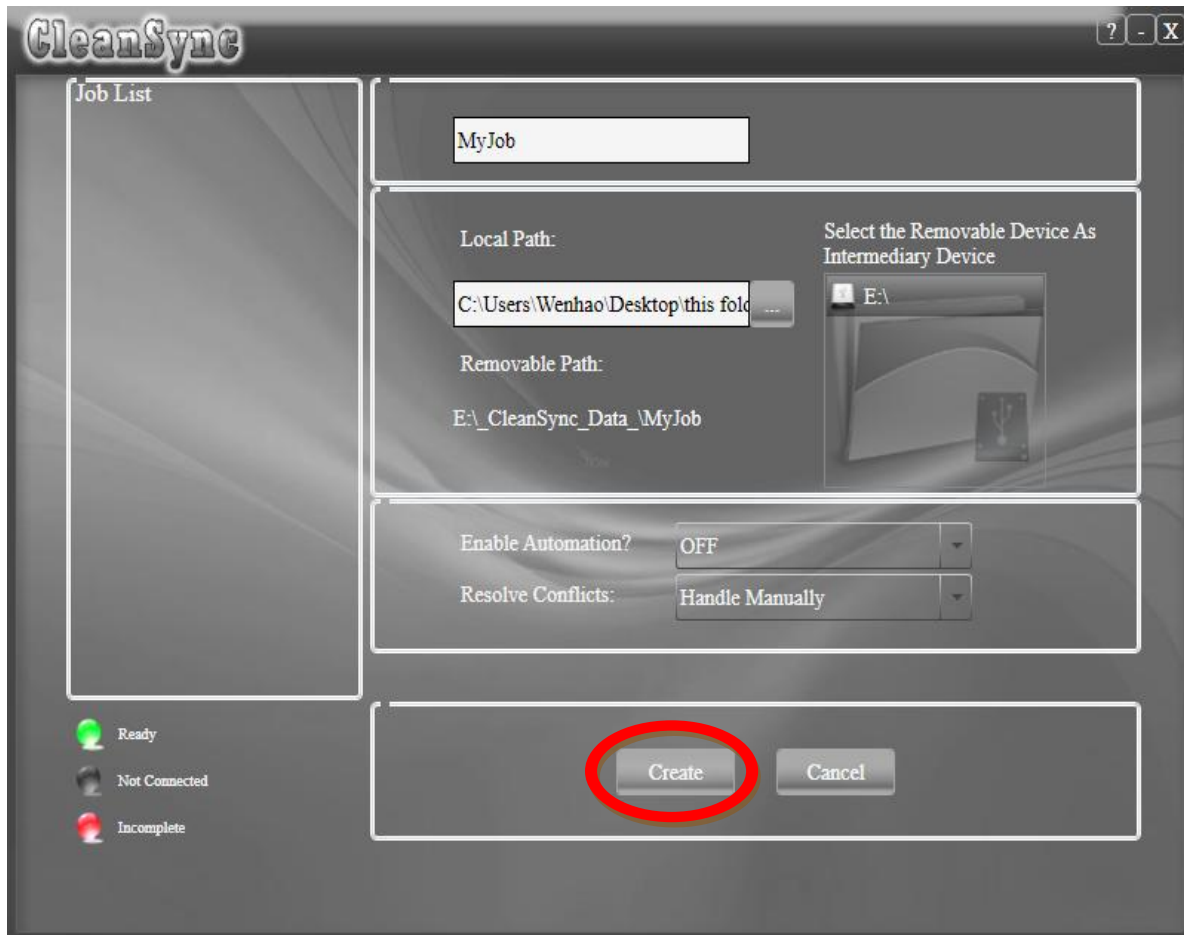 CleanSync
? - X
Job List
MyJob
Local Path:
Select the Removable Device As
Intermediary Device
C:\Users\Wenhao\Desktop\this fold
...
E:\
Removable Path:
E:\_CleanSync_Data_\MyJob
Enable Automation?
OFF
Resolve Conflicts:
Handle Manually
Ready
Not Connected
Incomplete
Create
Cancel